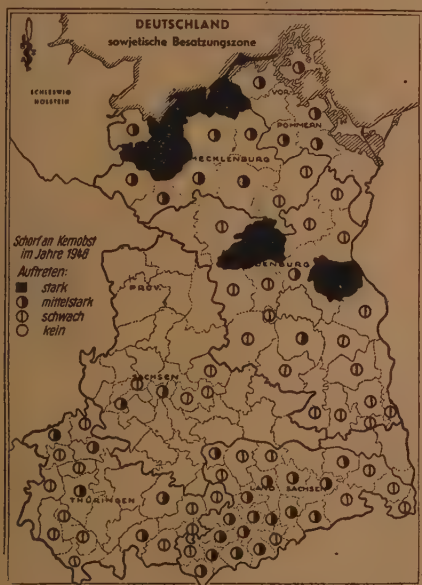 DEUTSCHLAND
sowjetische Besatzungszone
SCHLESWIG
HOLSTEIN
VOR-
POMMERN
MECKLENBURG
Schorf an Kernobst
im Jahre 1948
Auftreten:
stark
mittelstark
schwach
kein
PROV.
SACHSEN
THÜRINGEN
SACHSEN